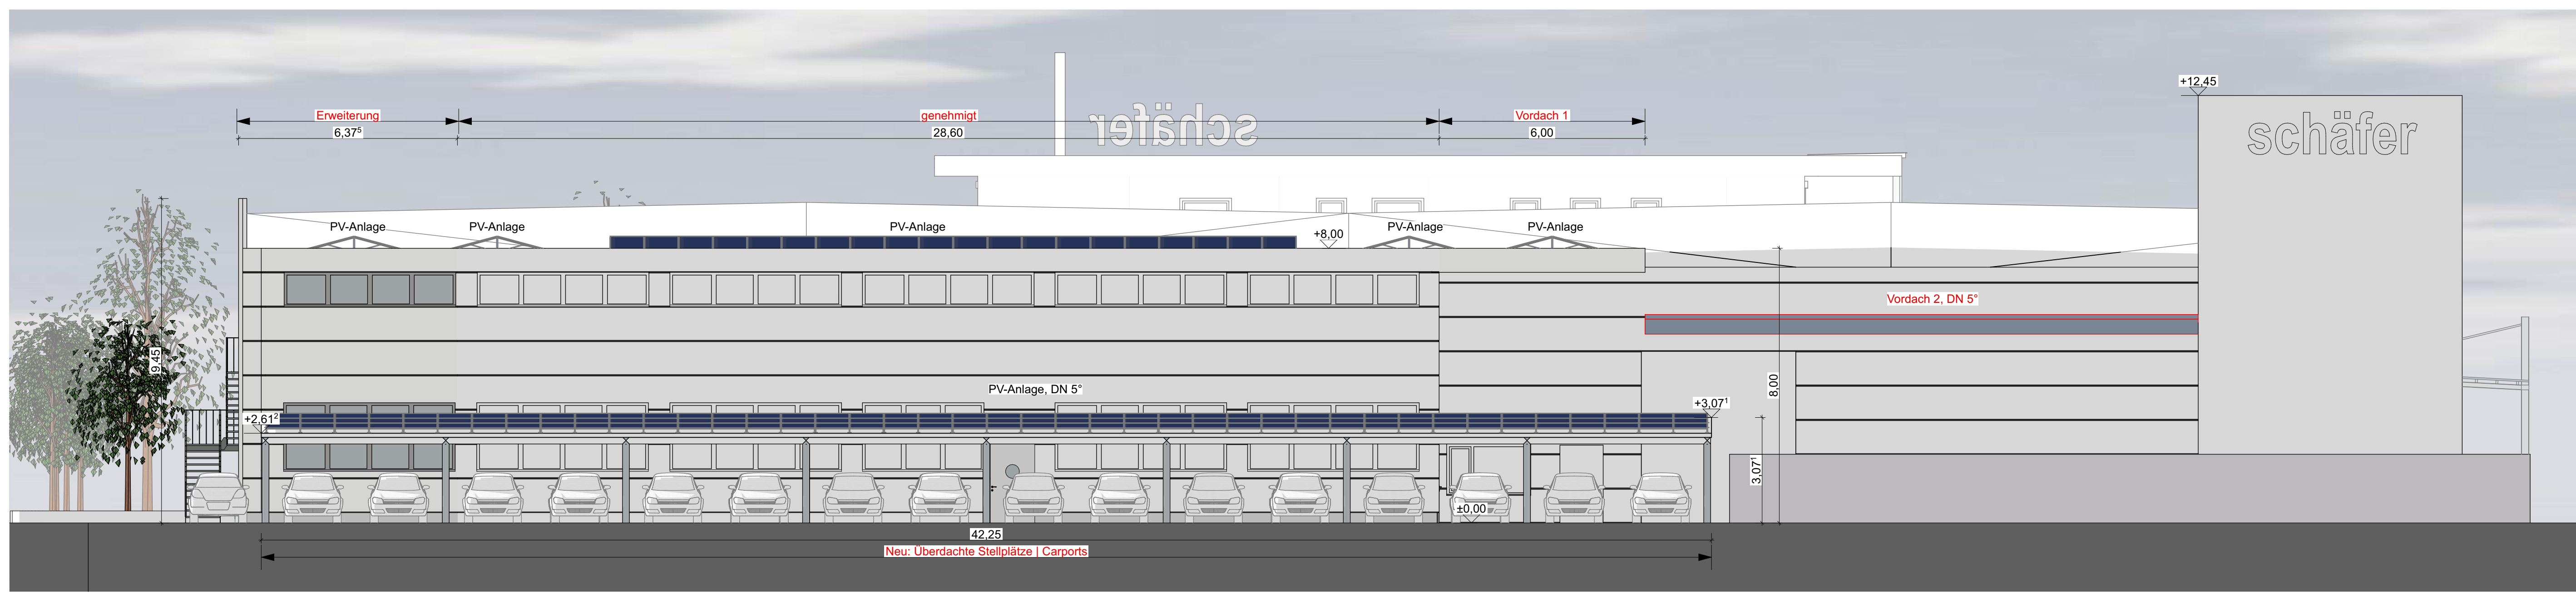 +12,45
Erweiterung
genehmigt
Vordach 1
6,37⁵
28,60
6,00
schäfer
schäfer
PV-Anlage
PV-Anlage
PV-Anlage
PV-Anlage
PV-Anlage
+8,00
Vordach 2, DN 5°
9,45
8,00
PV-Anlage, DN 5°
+2,61²
+3,07¹
3,07¹
±0,00
42,25
Neu: Überdachte Stellplätze | Carports